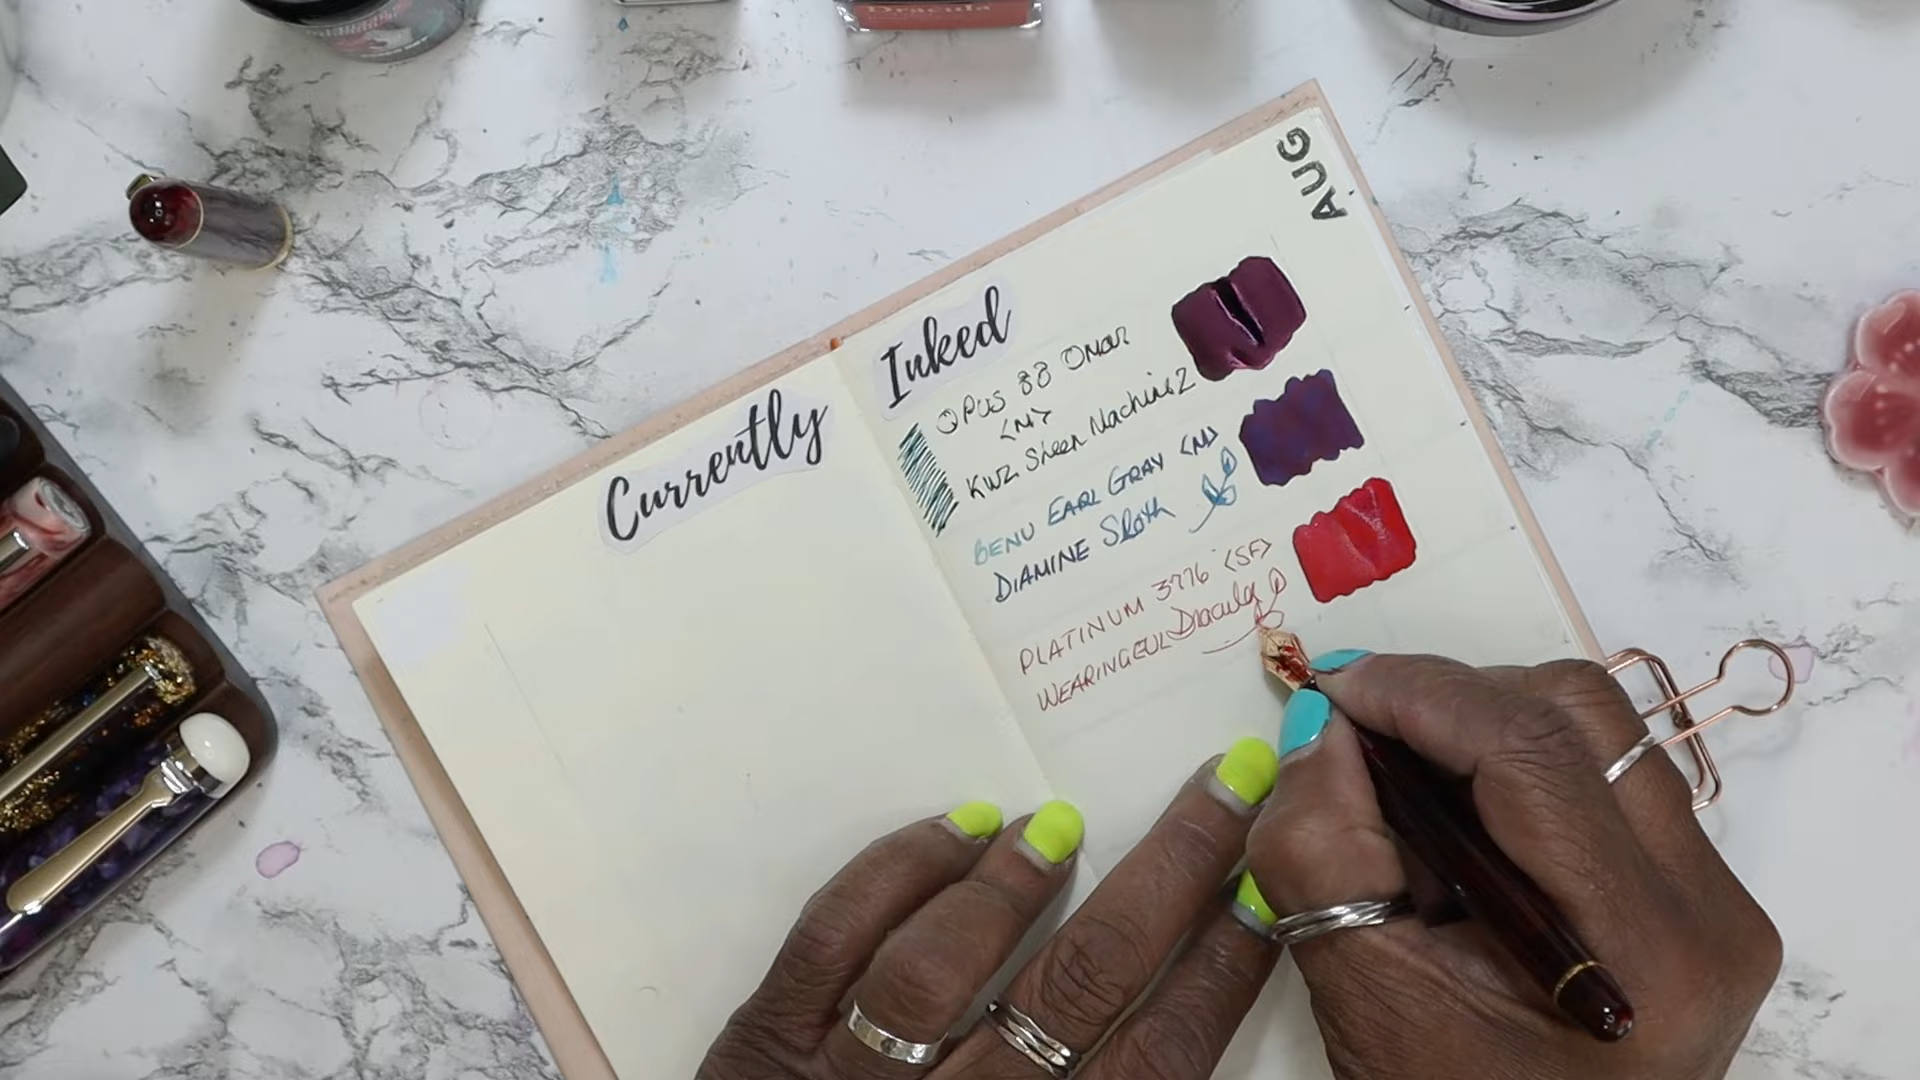 Dracula
AUG
Currently
Inked
OPUS 88 Omar
<M>
KWZ Sheen Machine 2
BENU EARL GRAY <M>
DIAMINE Sloth
PLATINUM 3776 <SF>
WEARINGEUL Dracula